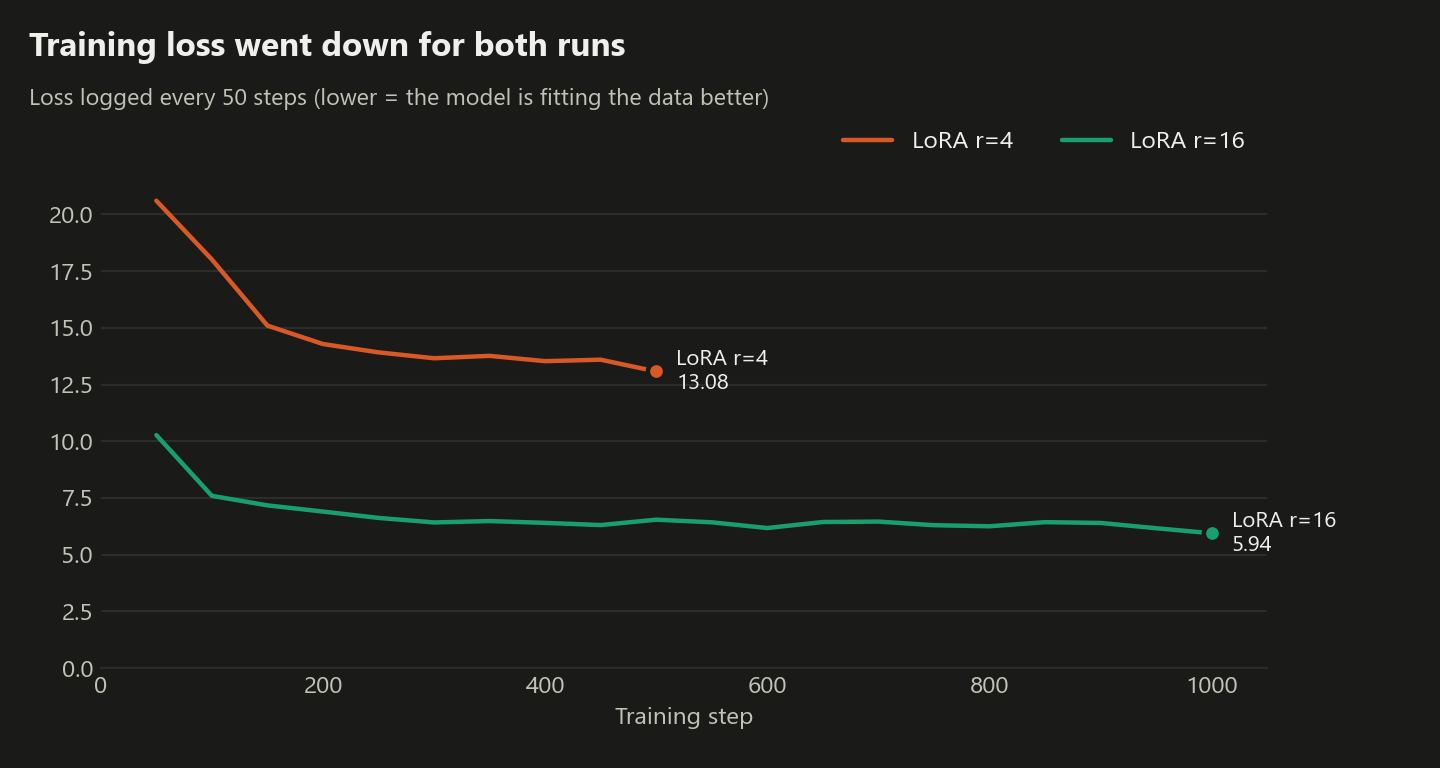 Training loss went down for both runs
Loss logged every 50 steps (lower = the model is fitting the data better)
LoRA r=4
LoRA r=16
20.0
17.5
15.0
12.5
10.0
7.5
5.0
2.5
0.0
LoRA r=4
13.08
LoRA r=16
5.94
0
200
400
600
800
1000
Training step